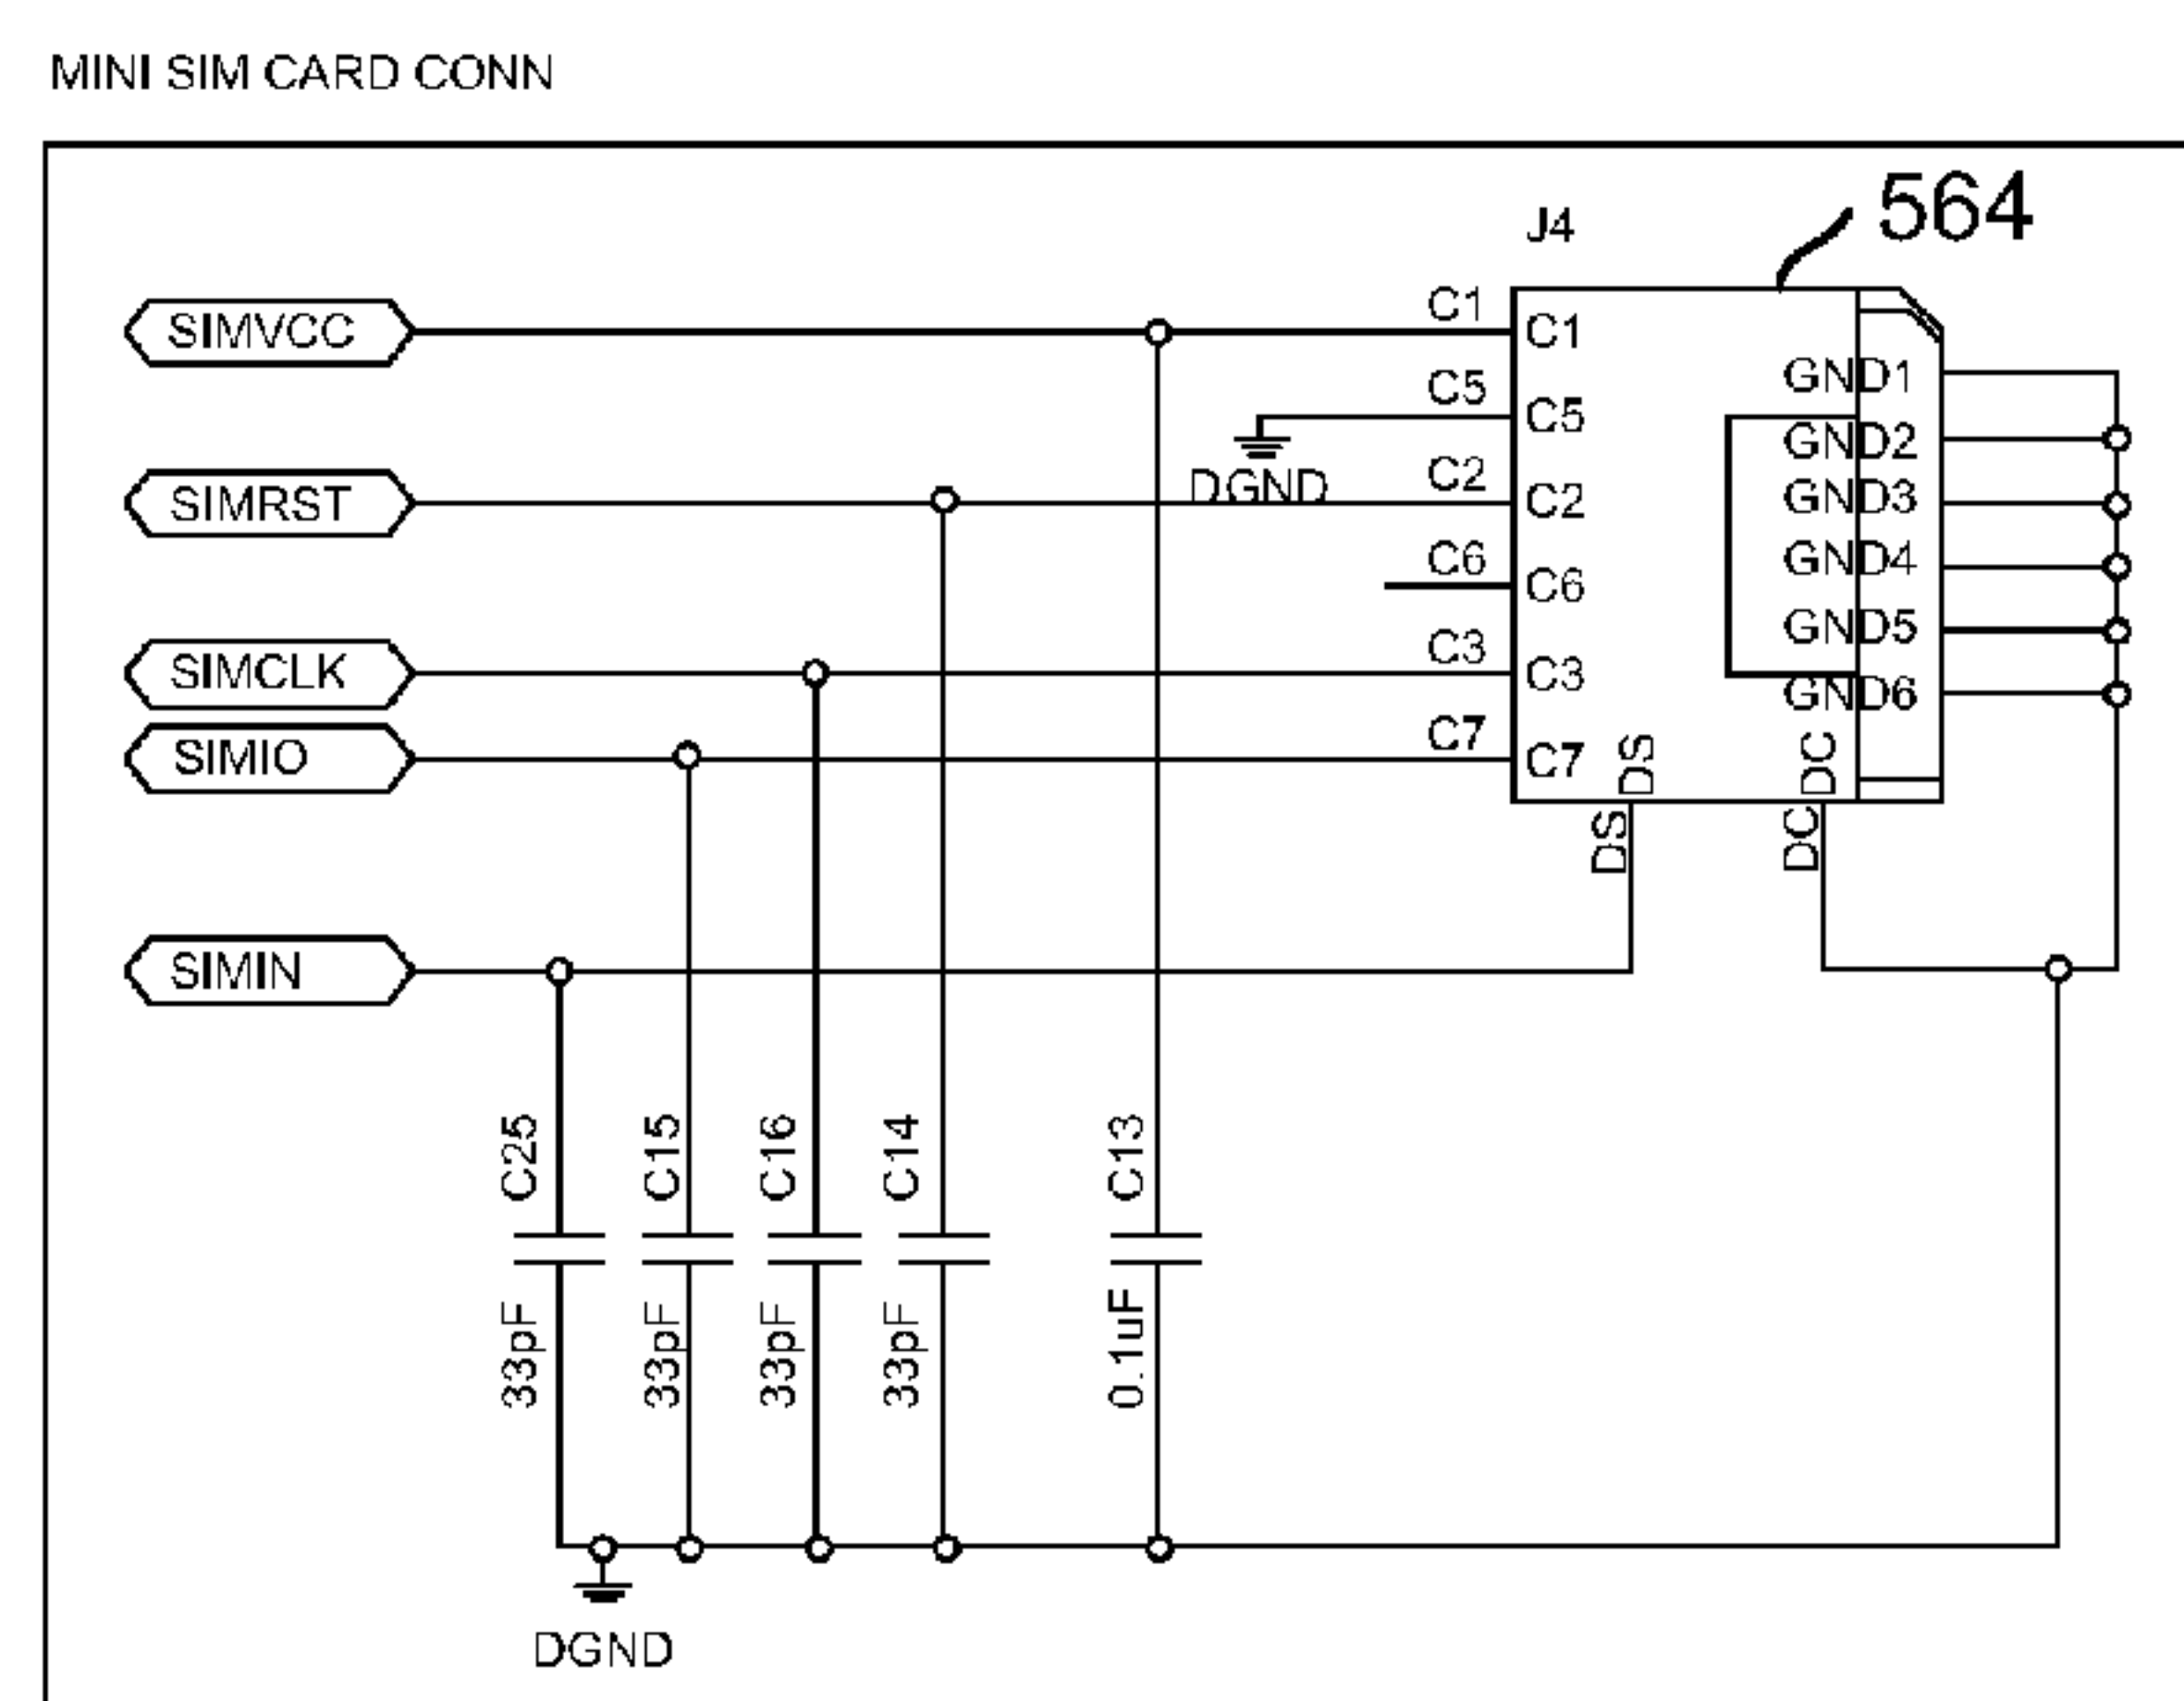 MINI SIM CARD CONN
564
J4
SIMVCC
C1
C1
C5
C5
DGND
SIMRST
C2
C2
C6
C6
SIMCLK
C3
C3
SIMIO
C7
C7
GND1
GND2
GND3
GND4
GND5
GND6
DS
DC
DS
DC
SIMIN
C25
C15
C16
C14
C13
33pF
33pF
33pF
33pF
0.1uF
DGND